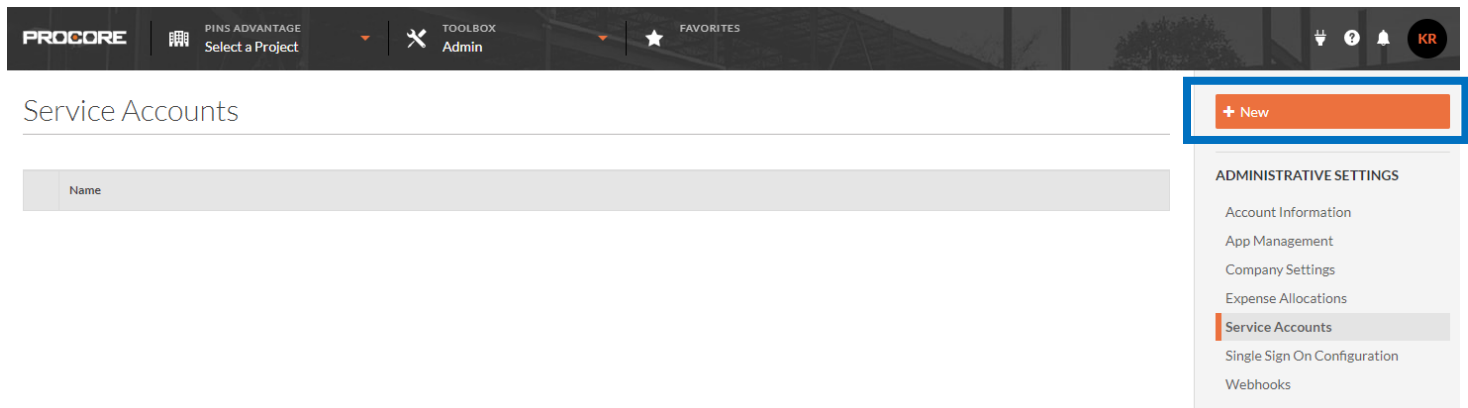 PROCORE
PINS ADVANTAGE
Select a Project
TOOLBOX
Admin
FAVORITES
KR
Service Accounts
+ New
Name
ADMINISTRATIVE SETTINGS
Account Information
App Management
Company Settings
Expense Allocations
Service Accounts
Single Sign On Configuration
Webhooks